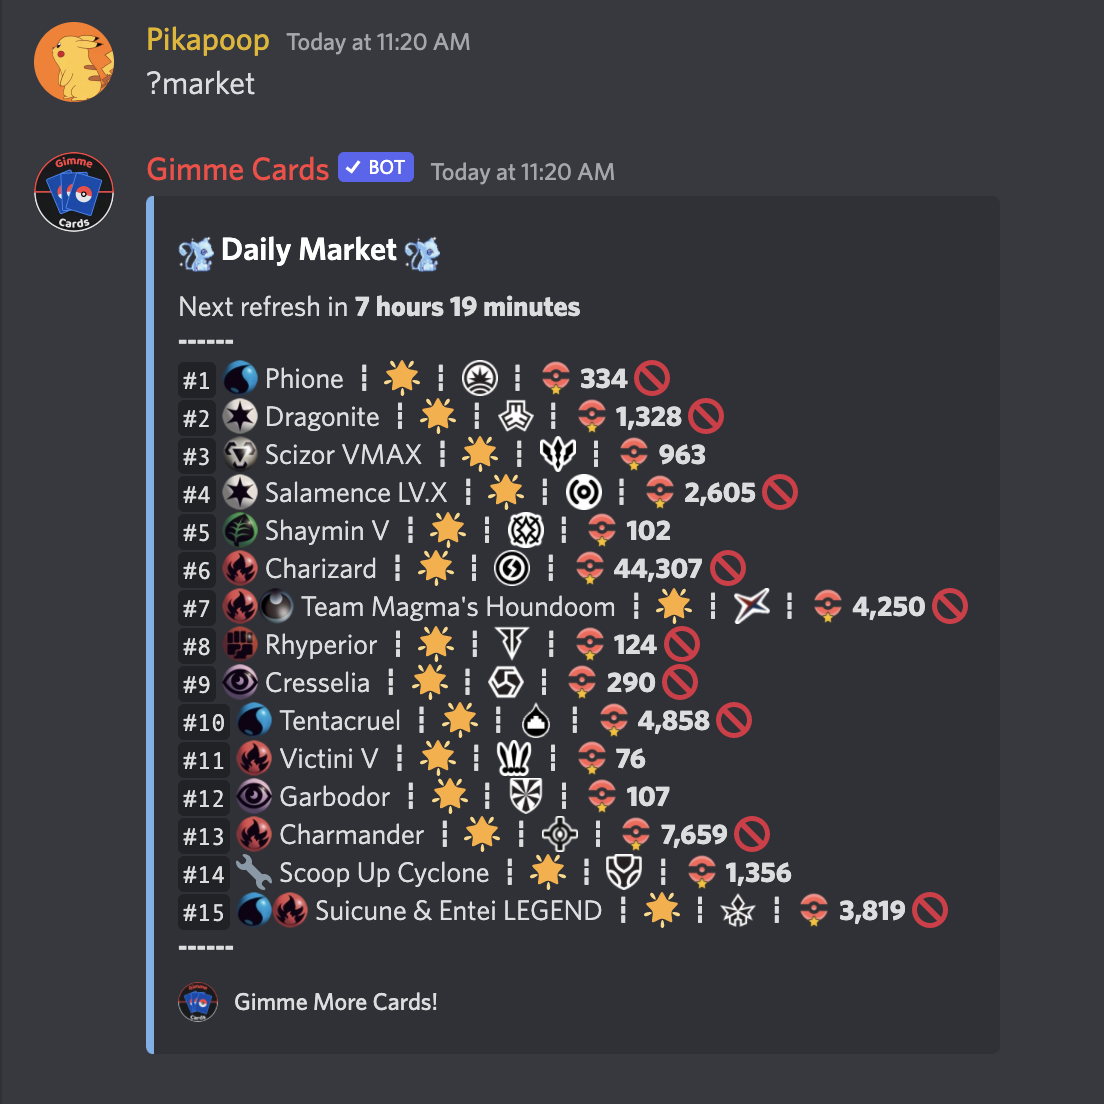 Pikapoop Today at 11:20 AM
?market
Gimme Cards
Gimme Cards BOT Today at 11:20 AM
Daily Market
Next refresh in 7 hours 19 minutes
------
#1 Phione ┆ ┆ ┆ 334
#2 Dragonite ┆ ┆ ┆ 1,328
#3 Scizor VMAX ┆ ┆ ┆ 963
#4 Salamence LV.X ┆ ┆ ┆ 2,605
#5 Shaymin V ┆ ┆ ┆ 102
#6 Charizard ┆ ┆ ┆ 44,307
#7 Team Magma's Houndoom ┆ ┆ ┆ 4,250
#8 Rhyperior ┆ ┆ ┆ 124
#9 Cresselia ┆ ┆ ┆ 290
#10 Tentacruel ┆ ┆ ┆ 4,858
#11 Victini V ┆ ┆ ┆ 76
#12 Garbodor ┆ ┆ ┆ 107
#13 Charmander ┆ ┆ ┆ 7,659
#14 Scoop Up Cyclone ┆ ┆ ┆ 1,356
#15 Suicune & Entei LEGEND ┆ ┆ ┆ 3,819
------
Gimme Cards
Gimme More Cards!